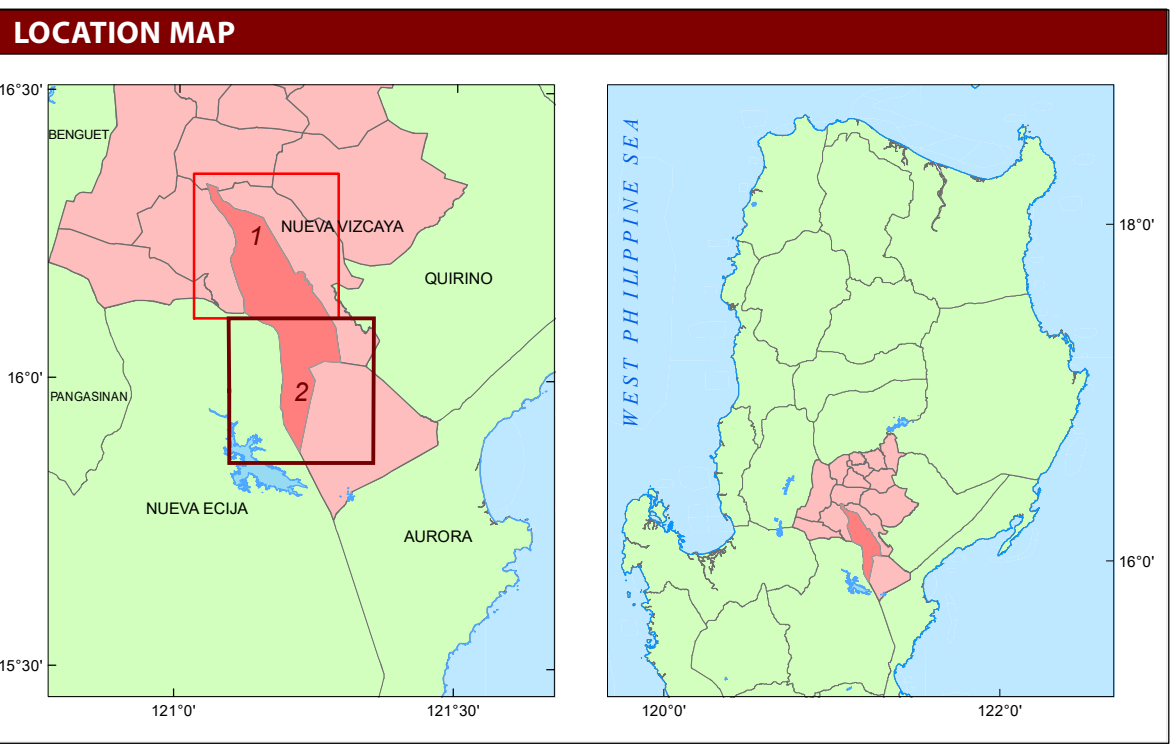 LOCATION MAP
16°30'
BENGUET
1
NUEVA VIZCAYA
QUIRINO
16°0'
PANGASINAN
2
NUEVA ECIJA
AURORA
15°30'
121°0'
121°30'
WEST PHILIPPINE SEA
18°0'
16°0'
120°0'
122°0'